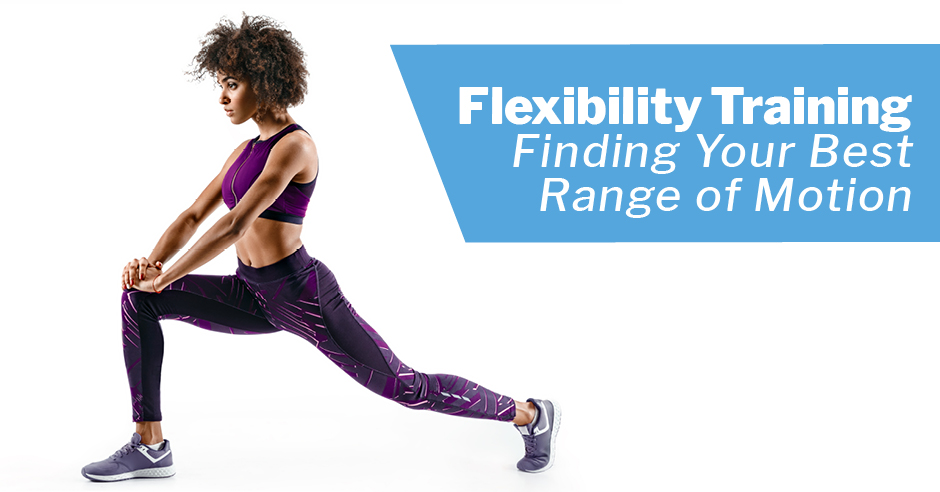 Flexibility Training
Finding Your Best
Range of Motion